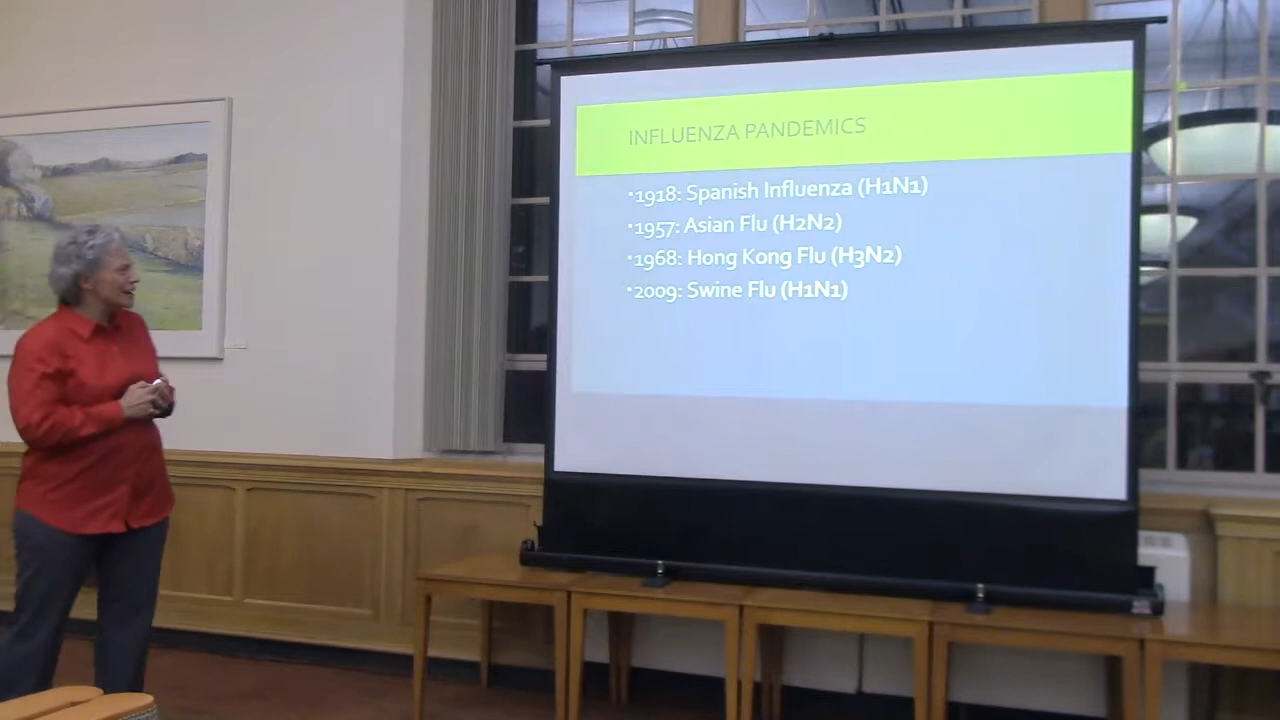 INFLUENZA PANDEMICS
•1918: Spanish Influenza (H1N1)
•1957: Asian Flu (H2N2)
•1968: Hong Kong Flu (H3N2)
•2009: Swine Flu (H1N1)